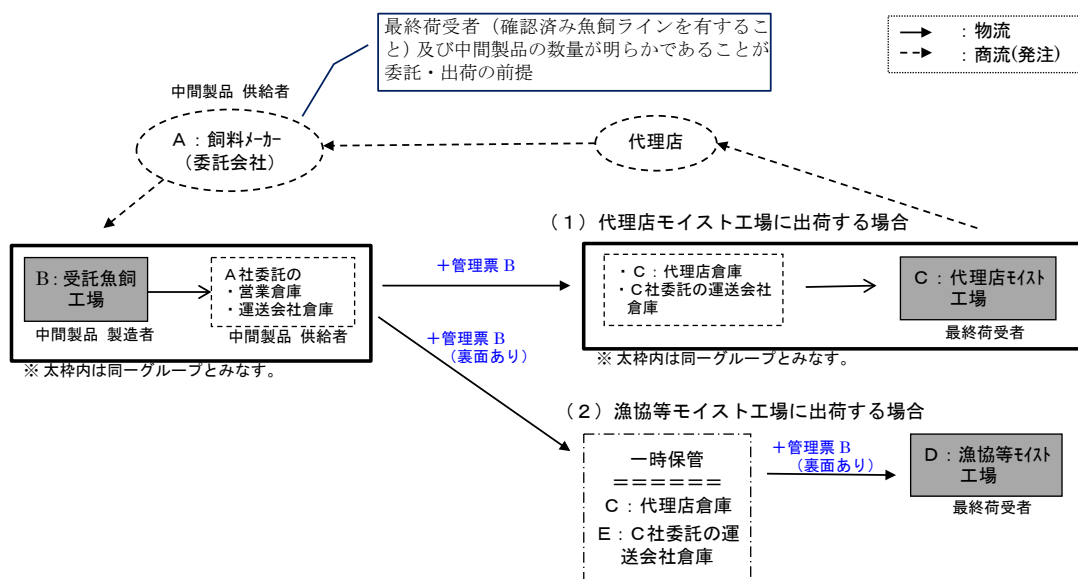 最終荷受者（確認済み魚飼ラインを有するこ
と）及び中間製品の数量が明らかであることが
委託・出荷の前提
：物流
：商流(発注)
中間製品 供給者
Ａ：飼料ﾒｰｶｰ
（委託会社）
代理店
（１）代理店モイスト工場に出荷する場合
B：受託魚飼
工場
中間製品 製造者
Ａ社委託の
・営業倉庫
・運送会社倉庫
中間製品 供給者
※ 太枠内は同一グループとみなす。
＋管理票 B
・Ｃ：代理店倉庫
・Ｃ社委託の運送会社
倉庫
Ｃ：代理店ﾓｲｽﾄ
工場
最終荷受者
※ 太枠内は同一グループとみなす。
＋管理票 B
（裏面あり）
（２）漁協等モイスト工場に出荷する場合
一時保管
＝＝＝＝＝＝
Ｃ：代理店倉庫
Ｅ：Ｃ社委託の運
送会社倉庫
＋管理票 B
（裏面あり）
Ｄ：漁協等ﾓｲｽﾄ
工場
最終荷受者